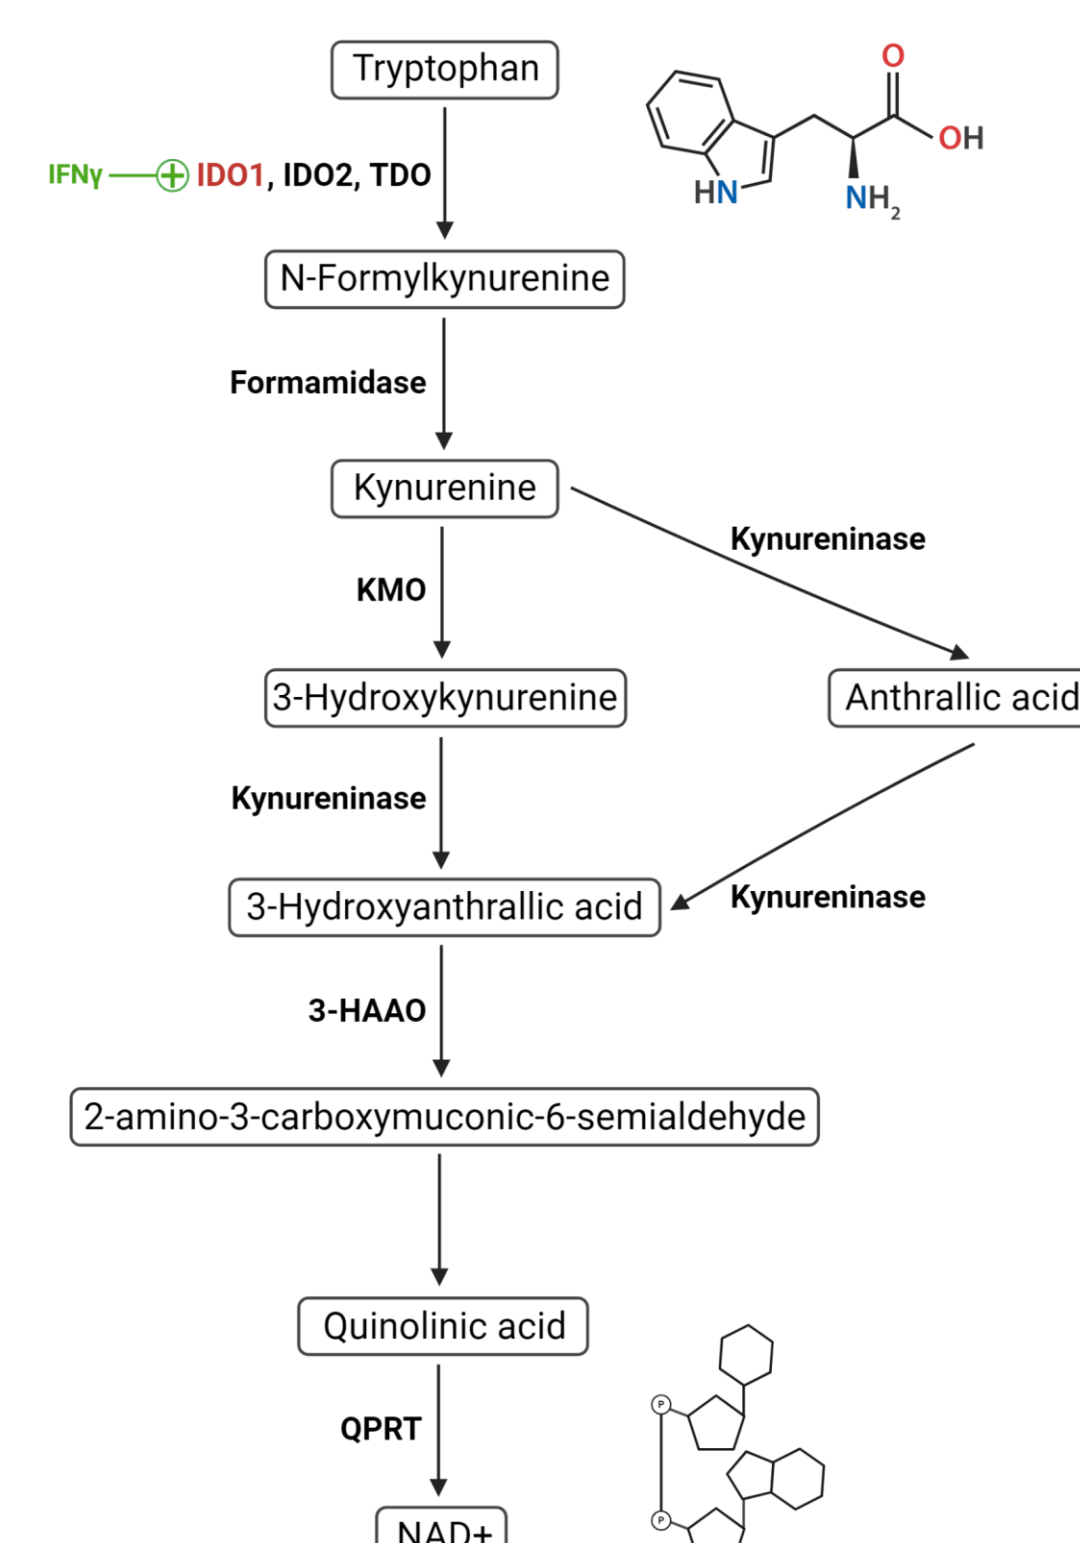 Tryptophan
O
OH
HN
NH2
IFNγ + IDO1, IDO2, TDO
N-Formylkynurenine
Formamidase
Kynurenine
Kynureninase
KMO
3-Hydroxykynurenine
Anthrallic acid
Kynureninase
3-Hydroxyanthrallic acid
Kynureninase
3-HAAO
2-amino-3-carboxymuconic-6-semialdehyde
Quinolinic acid
P
QPRT
P
NAD+